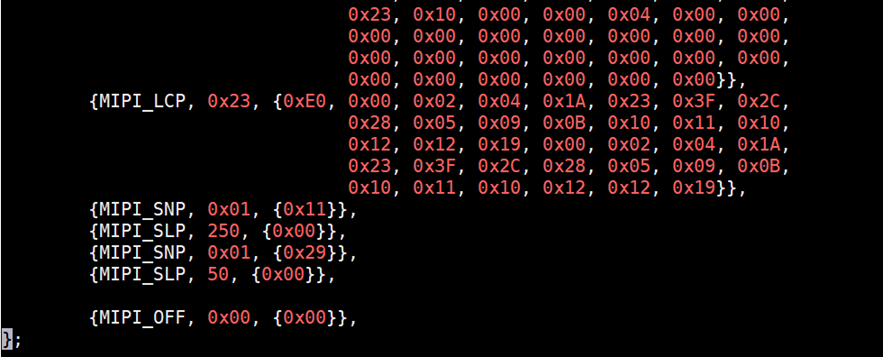 0x23, 0x10, 0x00, 0x00, 0x04, 0x00, 0x00,
0x00, 0x00, 0x00, 0x00, 0x00, 0x00, 0x00,
0x00, 0x00, 0x00, 0x00, 0x00, 0x00, 0x00,
0x00, 0x00, 0x00, 0x00, 0x00, 0x00}},
{MIPI_LCP, 0x23, {0xE0, 0x00, 0x02, 0x04, 0x1A, 0x23, 0x3F, 0x2C,
0x28, 0x05, 0x09, 0x0B, 0x10, 0x11, 0x10,
0x12, 0x12, 0x19, 0x00, 0x02, 0x04, 0x1A,
0x23, 0x3F, 0x2C, 0x28, 0x05, 0x09, 0x0B,
0x10, 0x11, 0x10, 0x12, 0x12, 0x19}},
{MIPI_SNP, 0x01, {0x11}},
{MIPI_SLP, 250, {0x00}},
{MIPI_SNP, 0x01, {0x29}},
{MIPI_SLP, 50, {0x00}},
{MIPI_OFF, 0x00, {0x00}},
};